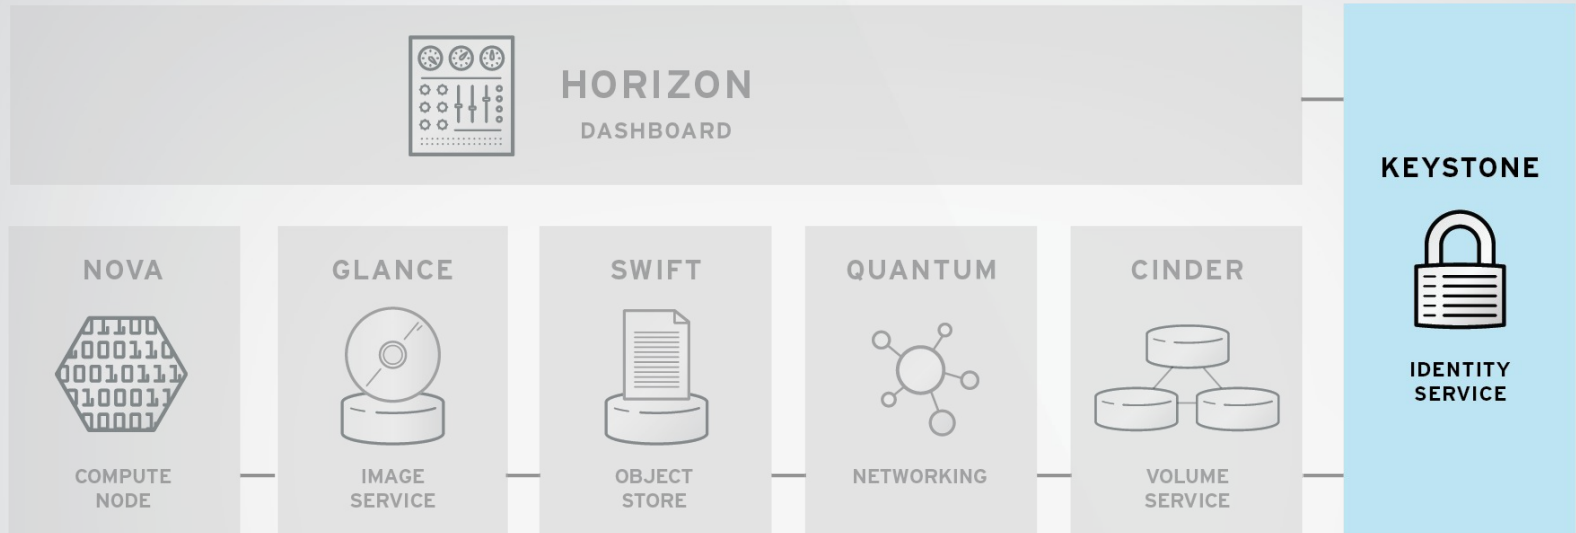 HORIZON
DASHBOARD
KEYSTONE
IDENTITY
SERVICE
NOVA
COMPUTE
NODE
GLANCE
IMAGE
SERVICE
SWIFT
OBJECT
STORE
QUANTUM
NETWORKING
CINDER
VOLUME
SERVICE